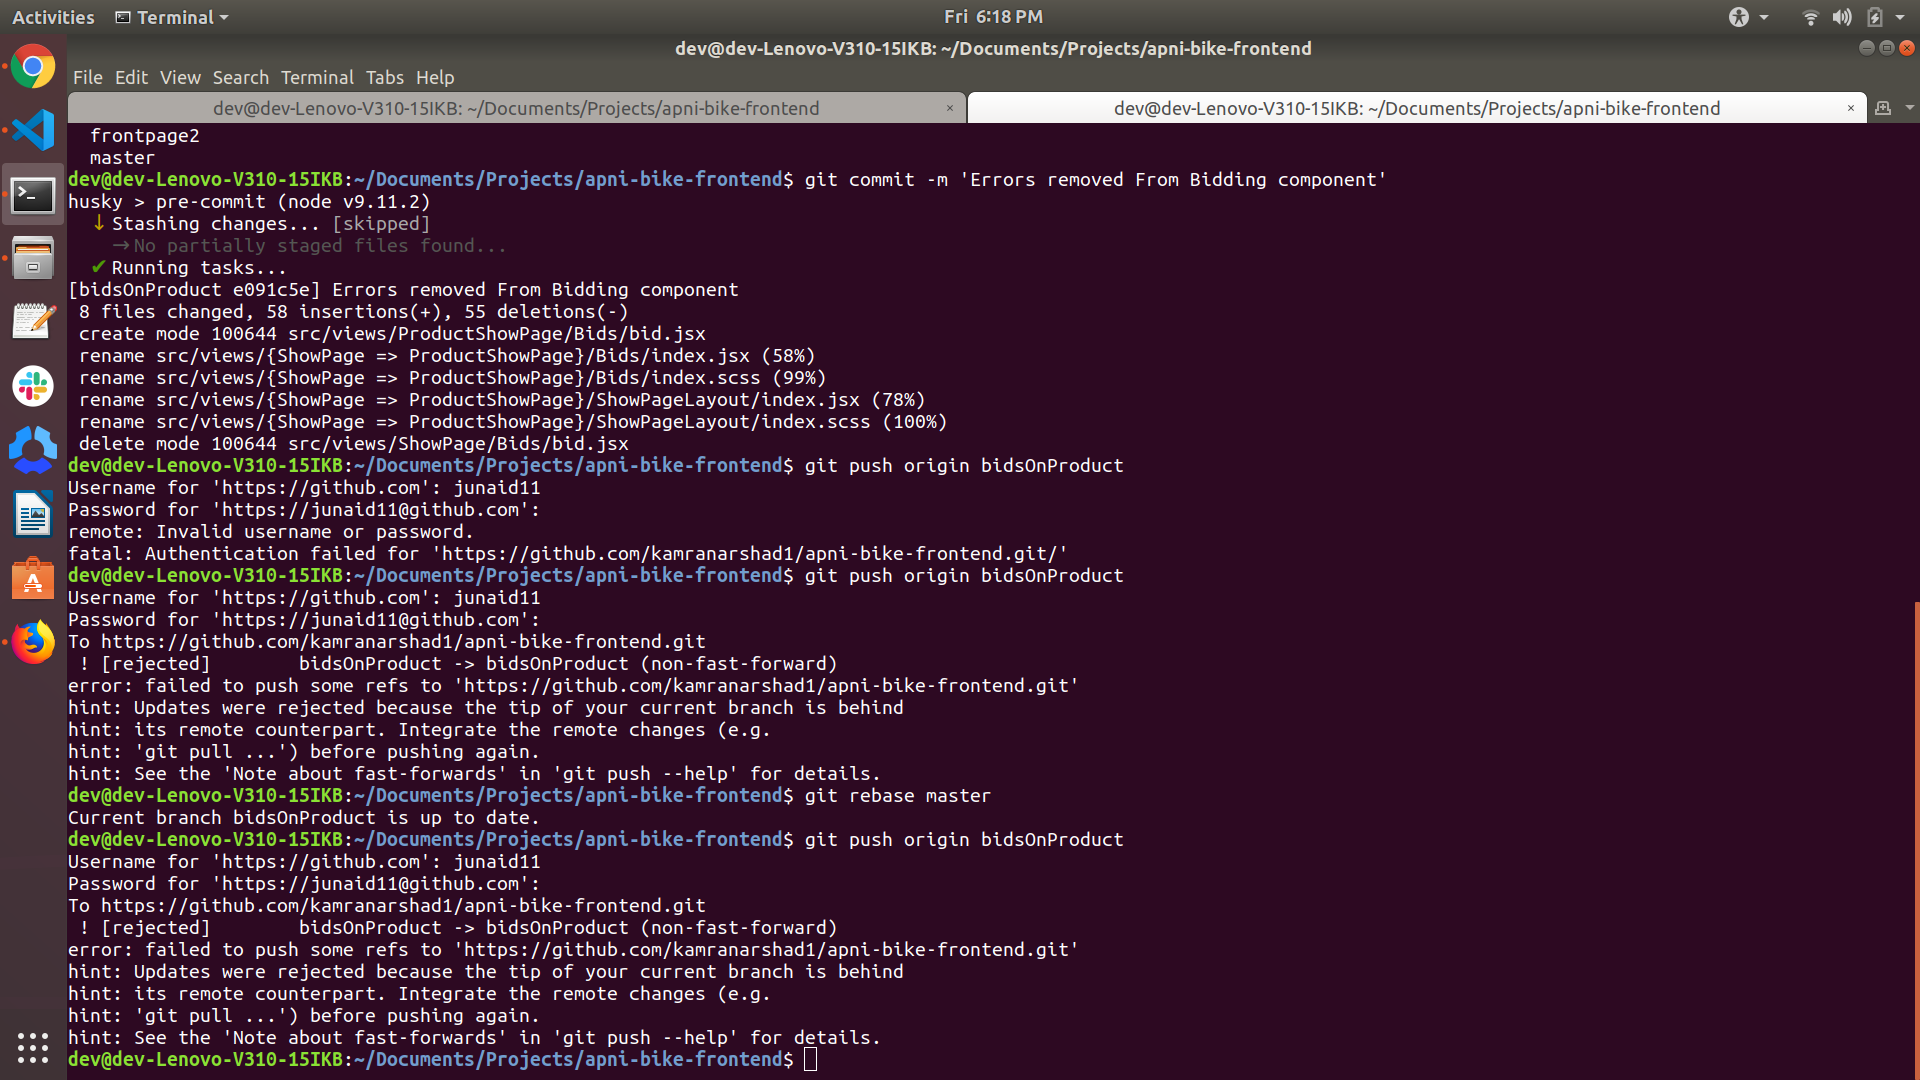 Activities Terminal Fri 6:18 PM
dev@dev-Lenovo-V310-15IKB: ~/Documents/Projects/apni-bike-frontend
File Edit View Search Terminal Tabs Help
dev@dev-Lenovo-V310-15IKB: ~/Documents/Projects/apni-bike-frontend × dev@dev-Lenovo-V310-15IKB: ~/Documents/Projects/apni-bike-frontend ×
  frontpage2
  master
dev@dev-Lenovo-V310-15IKB:~/Documents/Projects/apni-bike-frontend$ git commit -m 'Errors removed From Bidding component'
husky > pre-commit (node v9.11.2)
  ↓ Stashing changes... [skipped]
    → No partially staged files found...
  ✔ Running tasks...
[bidsOnProduct e091c5e] Errors removed From Bidding component
 8 files changed, 58 insertions(+), 55 deletions(-)
 create mode 100644 src/views/ProductShowPage/Bids/bid.jsx
 rename src/views/{ShowPage => ProductShowPage}/Bids/index.jsx (58%)
 rename src/views/{ShowPage => ProductShowPage}/Bids/index.scss (99%)
 rename src/views/{ShowPage => ProductShowPage}/ShowPageLayout/index.jsx (78%)
 rename src/views/{ShowPage => ProductShowPage}/ShowPageLayout/index.scss (100%)
 delete mode 100644 src/views/ShowPage/Bids/bid.jsx
dev@dev-Lenovo-V310-15IKB:~/Documents/Projects/apni-bike-frontend$ git push origin bidsOnProduct
Username for 'https://github.com': junaid11
Password for 'https://junaid11@github.com':
remote: Invalid username or password.
fatal: Authentication failed for 'https://github.com/kamranarshad1/apni-bike-frontend.git/'
dev@dev-Lenovo-V310-15IKB:~/Documents/Projects/apni-bike-frontend$ git push origin bidsOnProduct
Username for 'https://github.com': junaid11
Password for 'https://junaid11@github.com':
To https://github.com/kamranarshad1/apni-bike-frontend.git
 ! [rejected]        bidsOnProduct -> bidsOnProduct (non-fast-forward)
error: failed to push some refs to 'https://github.com/kamranarshad1/apni-bike-frontend.git'
hint: Updates were rejected because the tip of your current branch is behind
hint: its remote counterpart. Integrate the remote changes (e.g.
hint: 'git pull ...') before pushing again.
hint: See the 'Note about fast-forwards' in 'git push --help' for details.
dev@dev-Lenovo-V310-15IKB:~/Documents/Projects/apni-bike-frontend$ git rebase master
Current branch bidsOnProduct is up to date.
dev@dev-Lenovo-V310-15IKB:~/Documents/Projects/apni-bike-frontend$ git push origin bidsOnProduct
Username for 'https://github.com': junaid11
Password for 'https://junaid11@github.com':
To https://github.com/kamranarshad1/apni-bike-frontend.git
 ! [rejected]        bidsOnProduct -> bidsOnProduct (non-fast-forward)
error: failed to push some refs to 'https://github.com/kamranarshad1/apni-bike-frontend.git'
hint: Updates were rejected because the tip of your current branch is behind
hint: its remote counterpart. Integrate the remote changes (e.g.
hint: 'git pull ...') before pushing again.
hint: See the 'Note about fast-forwards' in 'git push --help' for details.
dev@dev-Lenovo-V310-15IKB:~/Documents/Projects/apni-bike-frontend$